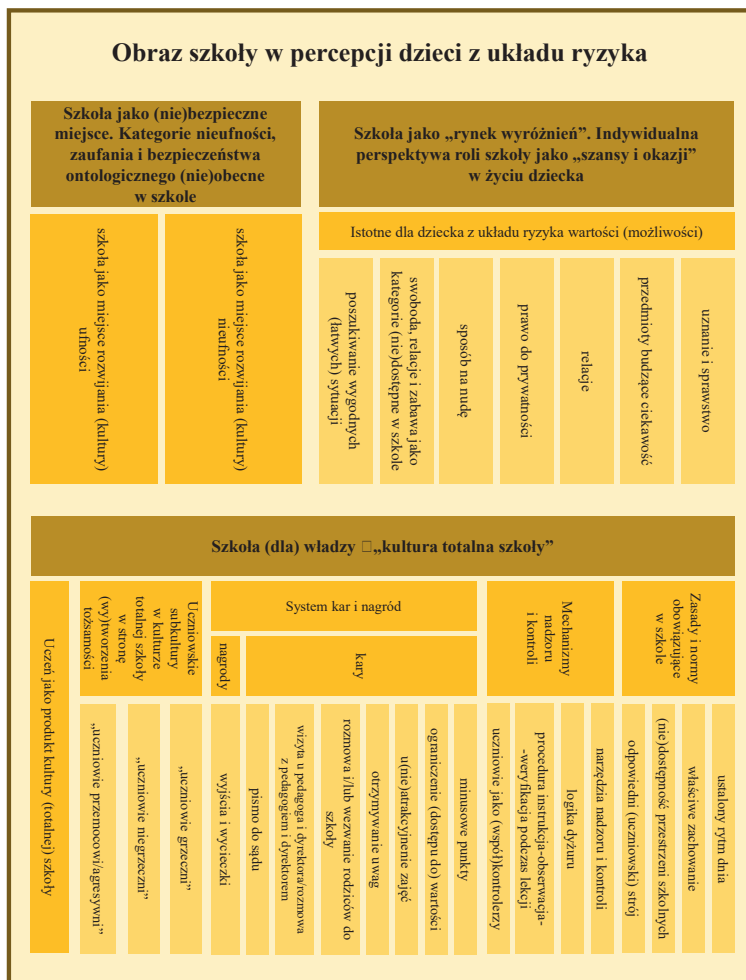 Obraz szkoły w percepcji dzieci z układu ryzyka
Szkoła jako (nie)bezpieczne
miejsce. Kategorie nieufności,
zaufania i bezpieczeństwa
ontologicznego (nie)obecne
w szkole
Szkoła jako „rynek wyróżnień”. Indywidualna
perspektywa roli szkoły jako „szansy i okazji”
w życiu dziecka
szkoła jako miejsce rozwijania (kultury)
ufności
szkoła jako miejsce rozwijania (kultury)
nieufności
Istotne dla dziecka z układu ryzyka wartości (możliwości)
poszukiwanie wygodnych
(łatwych) sytuacji
swoboda, relacje i zabawa jako
kategorie (nie)dostępne w szkole
sposób na nudę
prawo do prywatności
relacje
przedmioty budzące ciekawość
uznanie i sprawstwo
Szkoła (dla) władzy □„kultura totalna szkoły”
Uczeń jako produkt kultury (totalnej) szkoły
Uczniowskie
subkultury
w kulturze
totalnej szkoły
w stronę
(wy)tworzenia
tożsamości
„uczniowie przemocowi/agresywni”
„uczniowie niegrzeczni”
„uczniowie grzeczni”
System kar i nagród
nagrody
kary
wyjścia i wycieczki
pismo do sądu
wizyta u pedagoga i dyrektora/rozmowa
z pedagogiem i dyrektorem
rozmowa i/lub wezwanie rodziców do
szkoły
otrzymywanie uwag
u(nie)atrakcyjnienie zajęć
ograniczenie (dostępu do) wartości
minusowe punkty
Mechanizmy
nadzoru
i kontroli
uczniowie jako (współ)kontrolerzy
procedura instrukcja-obserwacja-
-weryfikacja podczas lekcji
logika dyżuru
narzędzia nadzoru i kontroli
Zasady i normy
obowiązujące
w szkole
odpowiedni (uczniowski) strój
(nie)dostępność przestrzeni szkolnych
właściwe zachowanie
ustalony rytm dnia